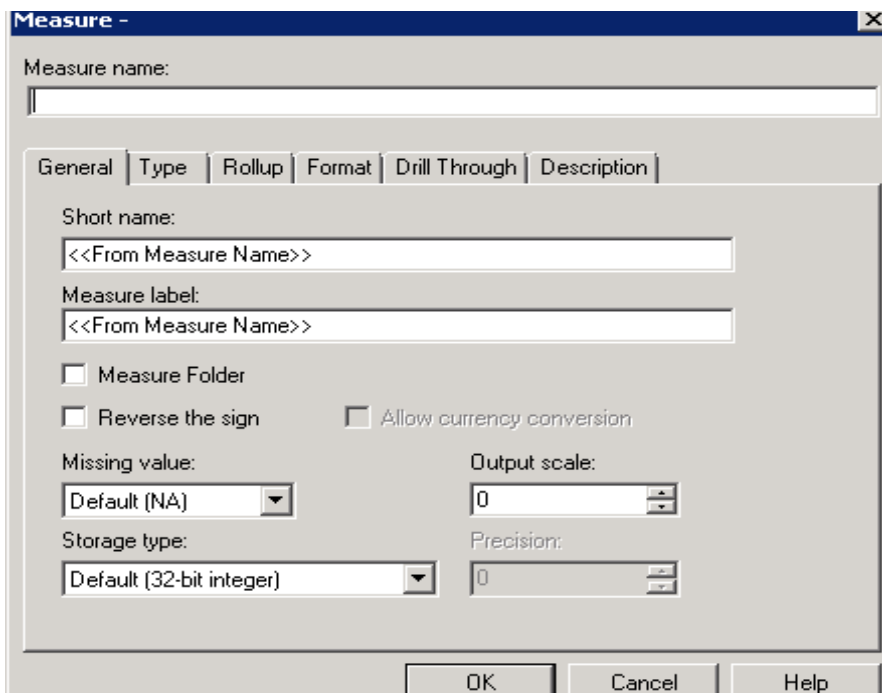 Measure -
Measure name:
General Type Rollup Format Drill Through Description
Short name:
<<From Measure Name>>
Measure label:
<<From Measure Name>>
Measure Folder
Reverse the sign Allow currency conversion
Missing value: Output scale:
Default (NA) 0
Storage type: Precision:
Default (32-bit integer) 0
OK Cancel Help